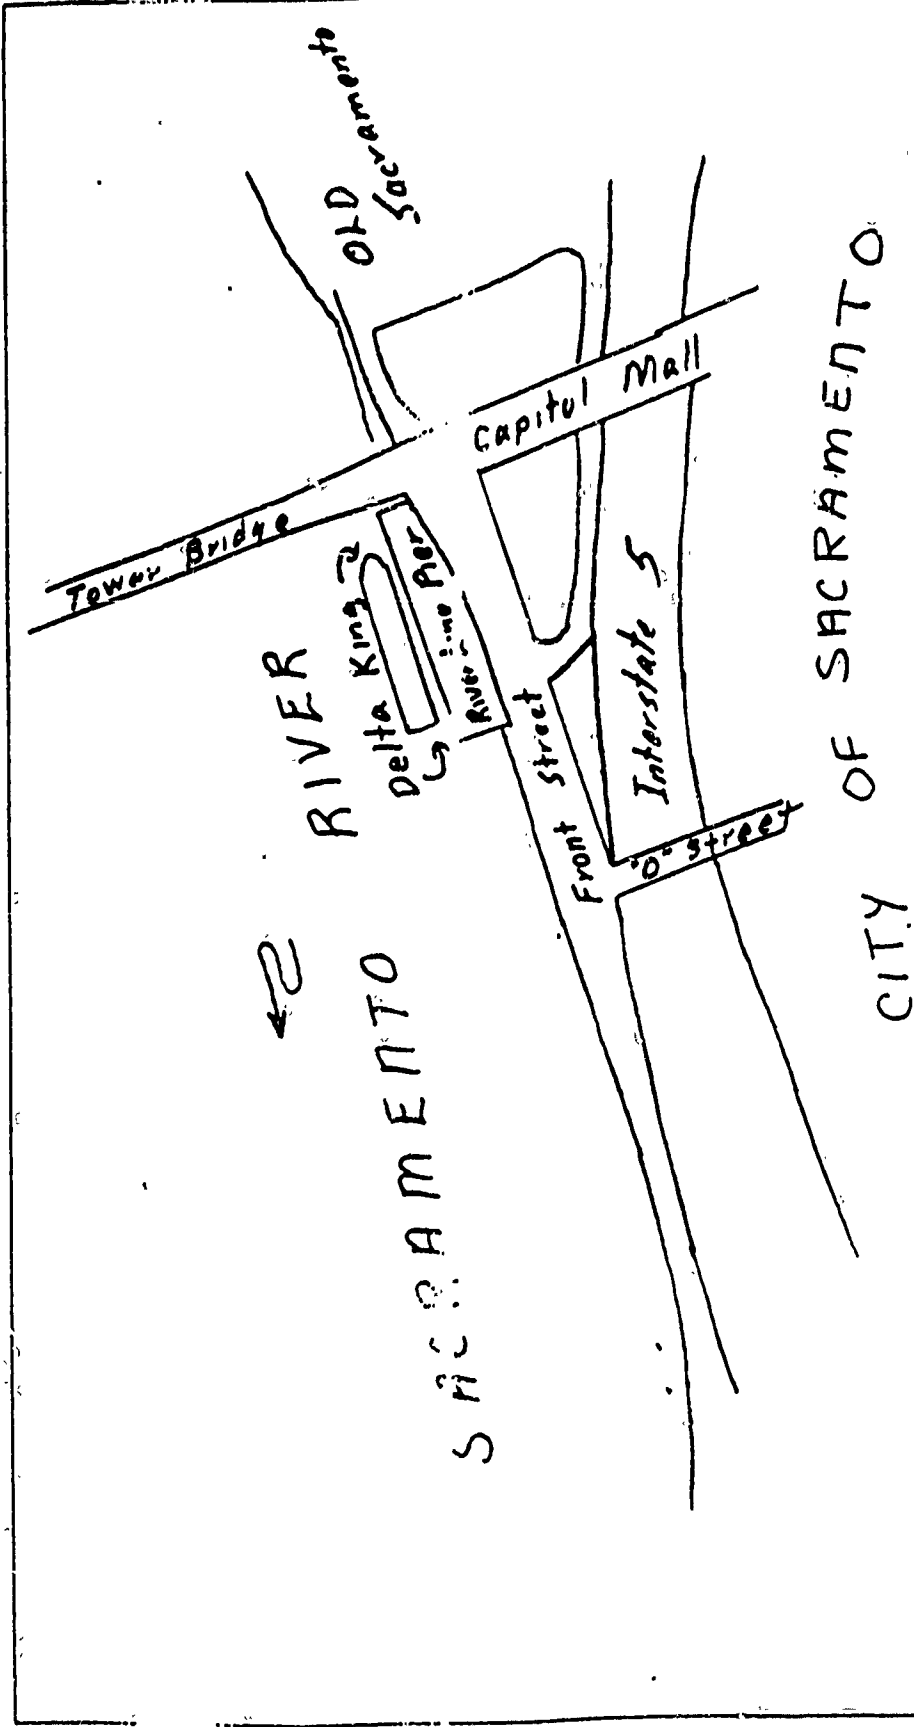 OLD
Sacramento
Tower Bridge
Capitol Mall
Delta King
Pier
RIVER
SACRAMENTO RIVER
Front Street
Interstate 5
"O" Street
CITY OF SACRAMENTO